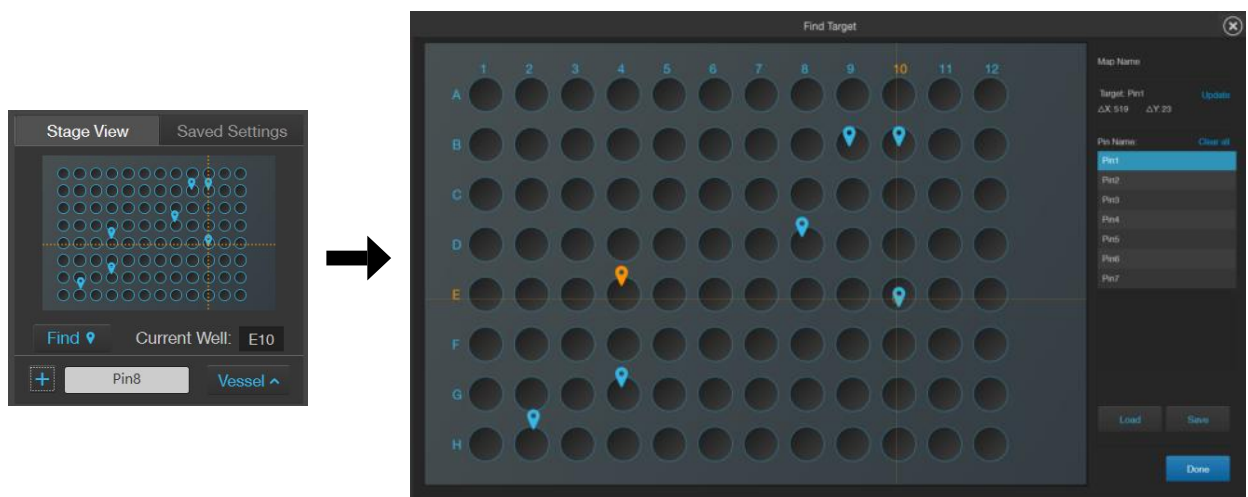 Stage View Saved Settings
Find Current Well: E10
+ Pin8 Vessel
Find Target
1 2 3 4 5 6 7 8 9 10 11 12
A
B
C
D
E
F
G
H
Map Name
Target: Pin1 Update
△X: 519 △Y: 23
Pin Name: Clear all
Pin1
Pin2
Pin3
Pin4
Pin5
Pin6
Pin7
Load Save
Done